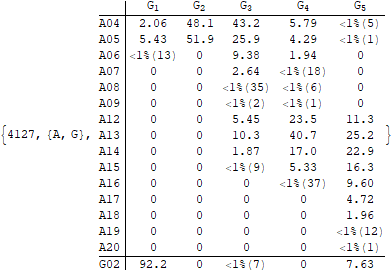 G1 G2 G3 G4 G5
A04 2.06 48.1 43.2 5.79 <1%(5)
A05 5.43 51.9 25.9 4.29 <1%(1)
A06 <1%(13) 0 9.38 1.94 0
A07 0 0 2.64 <1%(18) 0
A08 0 0 <1%(35) <1%(6) 0
A09 0 0 <1%(2) <1%(1) 0
A12 0 0 5.45 23.5 11.3
{4127, {A, G}, A13 0 0 10.3 40.7 25.2
A14 0 0 1.87 17.0 22.9
A15 0 0 <1%(9) 5.33 16.3
A16 0 0 0 <1%(37) 9.60
A17 0 0 0 0 4.72
A18 0 0 0 0 1.96
A19 0 0 0 0 <1%(12)
A20 0 0 0 0 <1%(1)
G02 92.2 0 <1%(7) 0 7.63 }